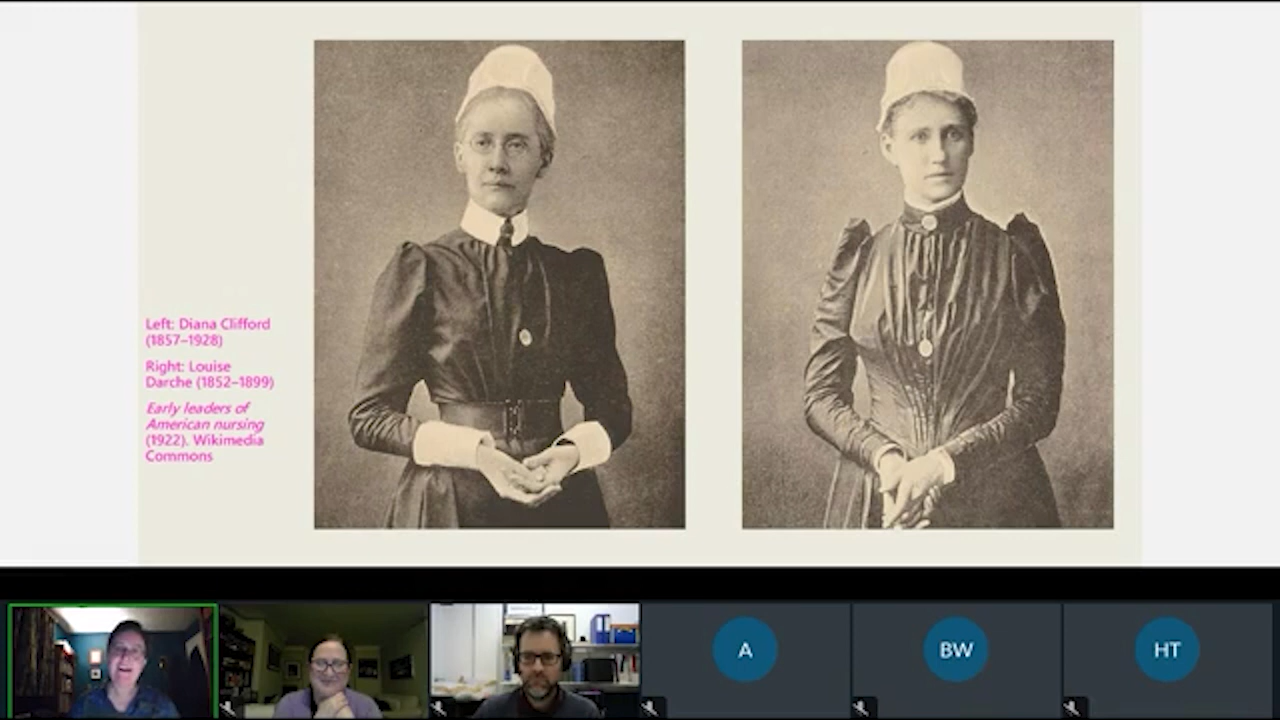 Left: Diana Clifford
(1857–1928)
Right: Louise
Darche (1852–1899)
Early leaders of
American nursing
(1922). Wikimedia
Commons
A
BW
HT